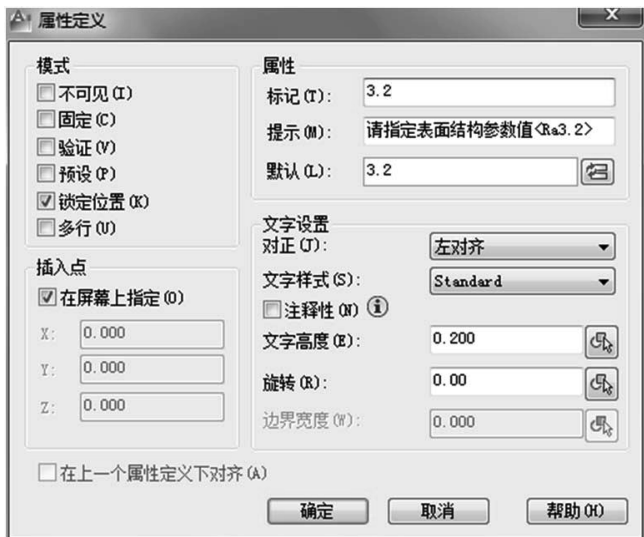 属性定义
模式
不可见(I)
固定(C)
验证(V)
预设(P)
锁定位置(K)
多行(U)
插入点
在屏幕上指定(O)
X: 0.000
Y: 0.000
Z: 0.000
属性
标记(T): 3.2
提示(M): 请指定表面结构参数值<Ra3.2>
默认(L): 3.2
文字设置
对正(J): 左对齐
文字样式(S): Standard
注释性(N)
文字高度(E): 0.200
旋转(R): 0.00
边界宽度(W): 0.000
在上一个属性定义下对齐(A)
确定 取消 帮助(H)